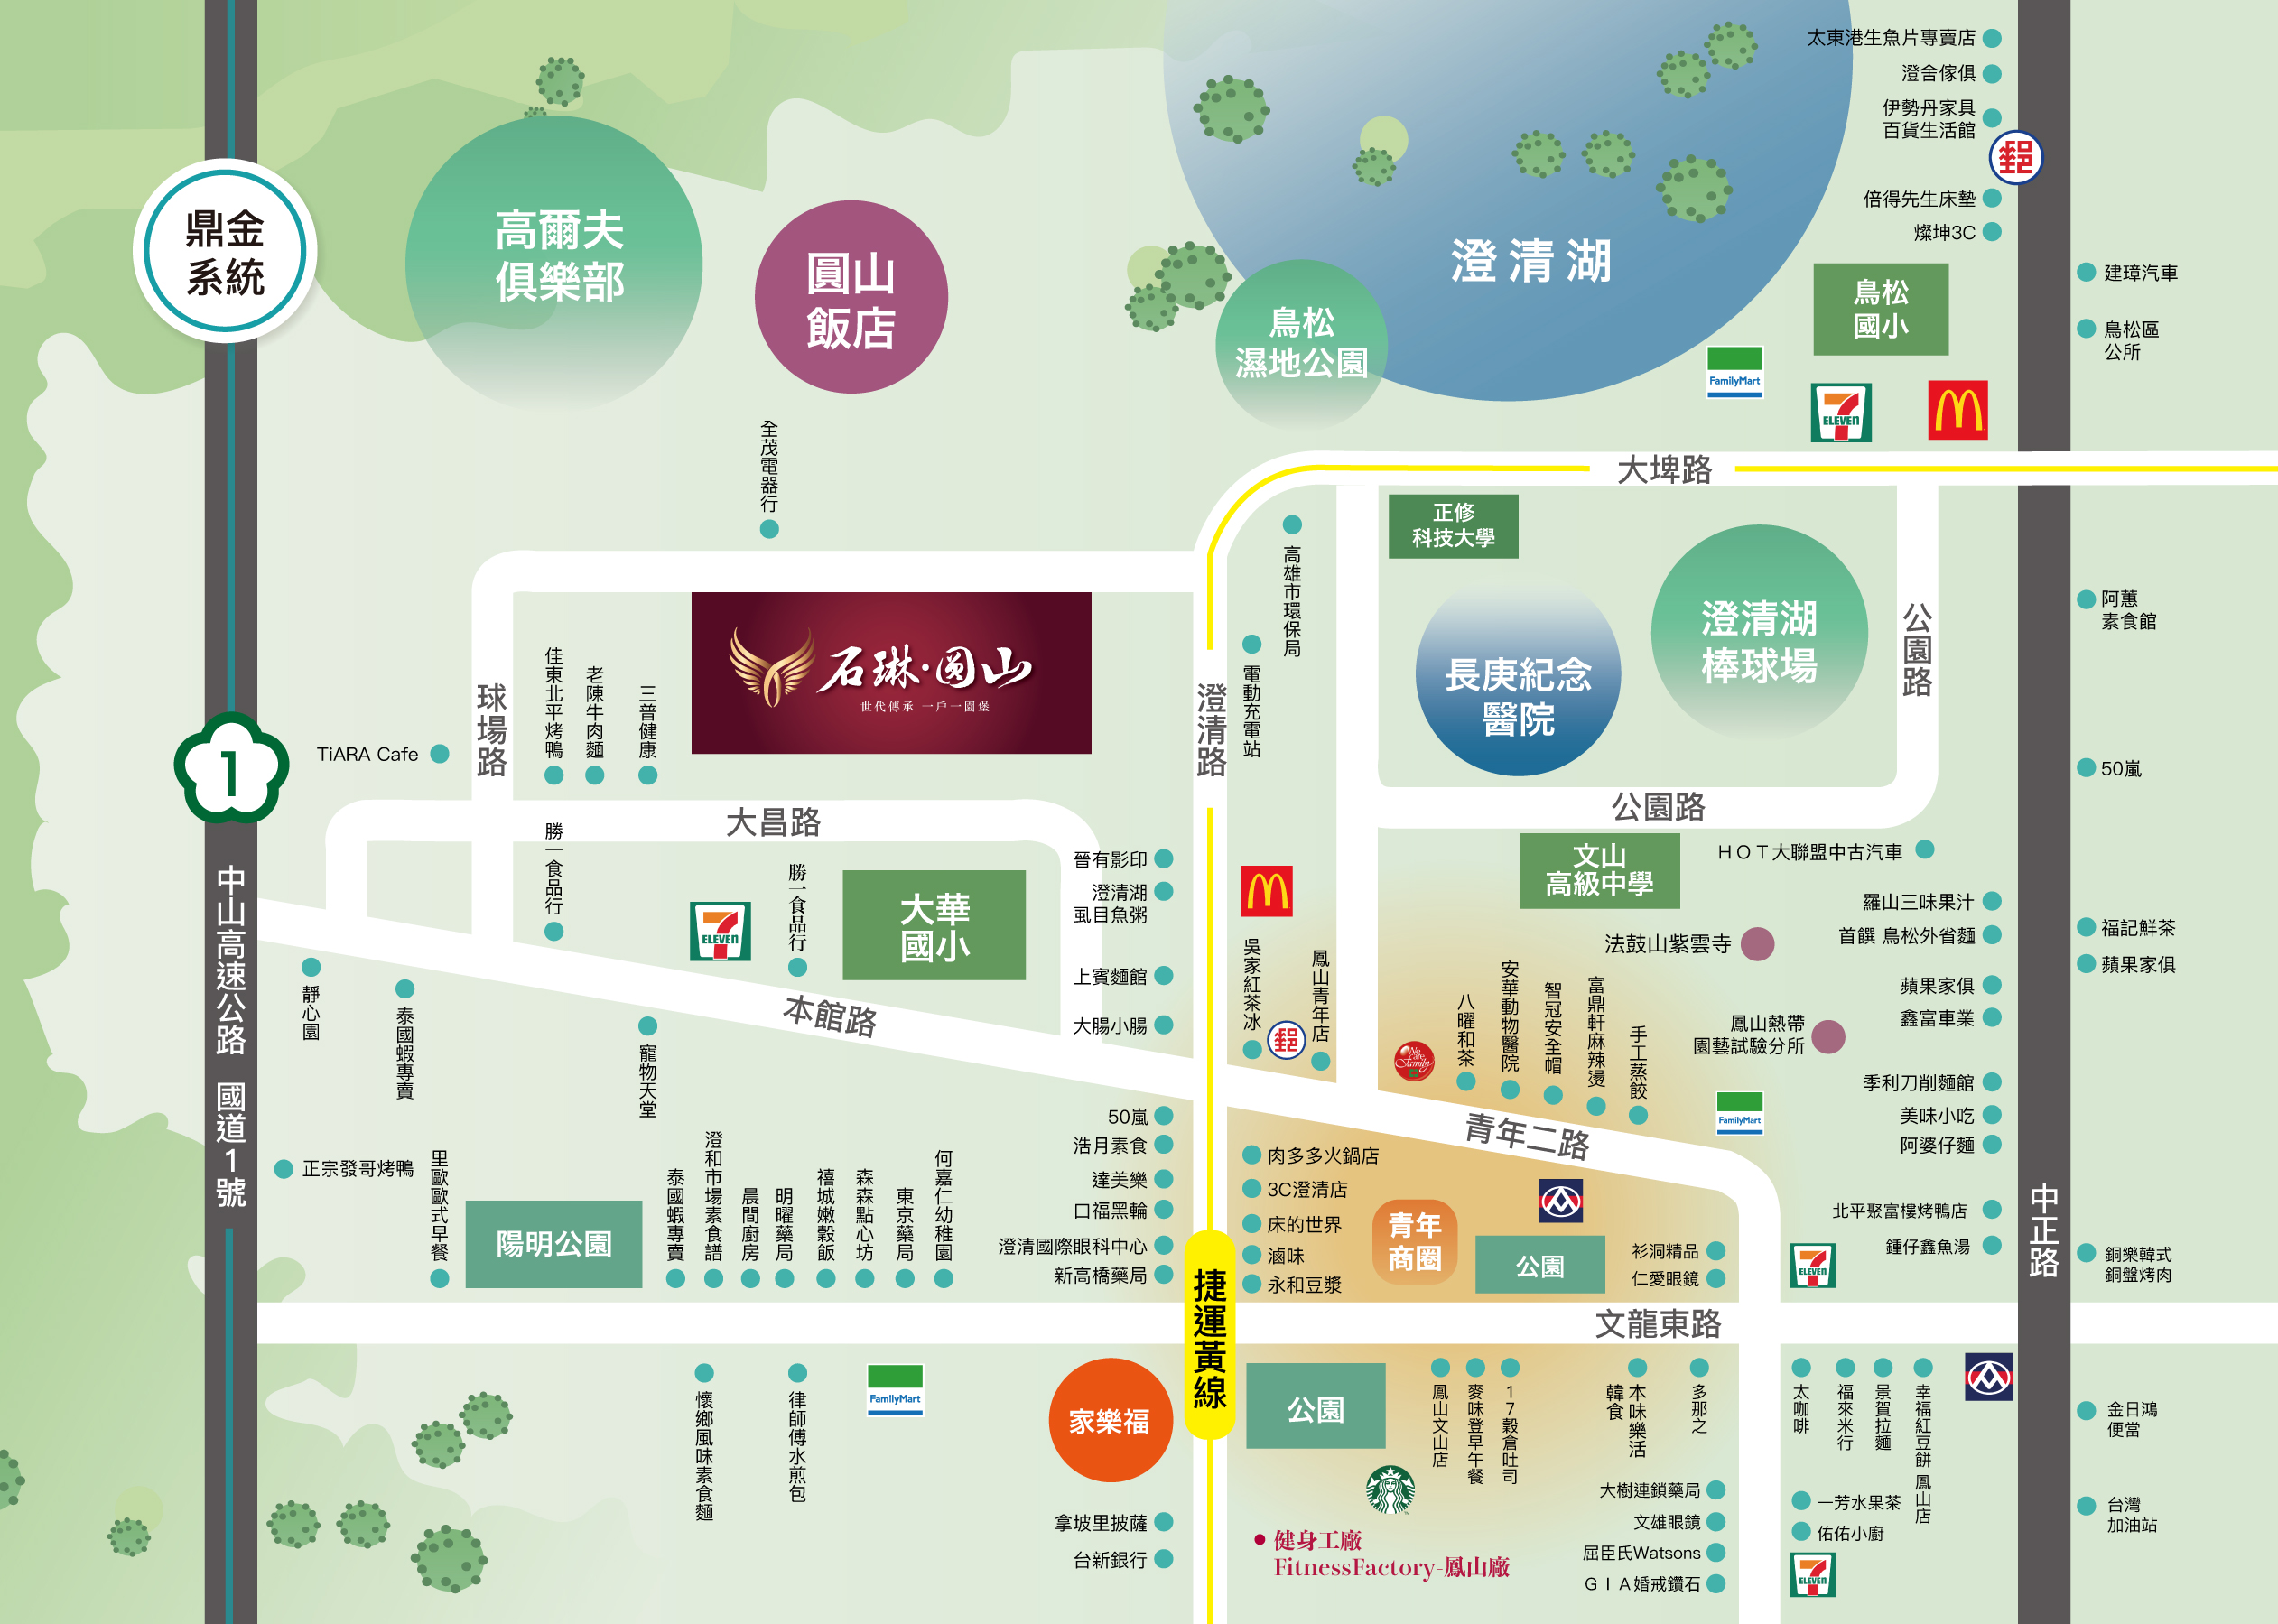 太東港生魚片專賣店
澄舍傢俱
伊勢丹家具
百貨生活館
郵
倍得先生床墊
燦坤3C
鼎金
系統
高爾夫
俱樂部
圓山
飯店
澄清湖
鳥松
濕地公園
鳥松
國小
建璋汽車
鳥松區
公所
FamilyMart
7
ELEVEn
全茂電器行
大埤路
正修
科技大學
高雄市環保局
電動充電站
長庚紀念
醫院
澄清湖
棒球場
公園路
阿蕙
素食館
石琳·圓山
世代傳承 一戶一園堡
佳東北平烤鴨
老陳牛肉麵
三普健康
球場路
澄清路
TiARA Cafe
1
50嵐
大昌路
公園路
勝一食品行
勝一食品行
7
ELEVEn
大華
國小
晉有影印
澄清湖
虱目魚粥
上賓麵館
大腸小腸
文山
高級中學
HOT大聯盟中古汽車
羅山三味果汁
首饌 鳥松外省麵
法鼓山紫雲寺
福記鮮茶
蘋果家俱
蘋果家俱
鑫富車業
鳳山熱帶
園藝試驗分所
中山高速公路 國道1號
靜心園
泰國蝦專賣
寵物天堂
本館路
吳家紅茶冰
郵
鳳山青年店
八曜和茶
安華動物醫院
智冠安全帽
富鼎軒麻辣燙
手工蒸餃
FamilyMart
季利刀削麵館
美味小吃
阿婆仔麵
青年二路
50嵐
浩月素食
達美樂
口福黑輪
澄清國際眼科中心
新高橋藥局
肉多多火鍋店
3C澄清店
床的世界
滷味
永和豆漿
青年
商圈
公園
衫洞精品
仁愛眼鏡
7
ELEVEn
北平聚富樓烤鴨店
鍾仔鑫魚湯
中正路
銅樂韓式
銅盤烤肉
正宗發哥烤鴨
里歐歐式早餐
陽明公園
泰國蝦專賣
澄和市場素食譜
晨間廚房
明曜藥局
禧城嫩穀飯
森森點心坊
東京藥局
何嘉仁幼稚園
捷運黃線
文龍東路
懷鄉風味素食麵
律師傅水煎包
FamilyMart
家樂福
拿坡里披薩
台新銀行
公園
鳳山文山店
麥味登早午餐
17穀倉吐司
本味樂活
韓食
多那之
太咖啡
福來米行
景賀拉麵
幸福紅豆餅 鳳山店
金日鴻
便當
台灣
加油站
大樹連鎖藥局
文雄眼鏡
屈臣氏Watsons
GIA婚戒鑽石
一芳水果茶
佑佑小廚
7
ELEVEn
健身工廠
FitnessFactory-鳳山廠